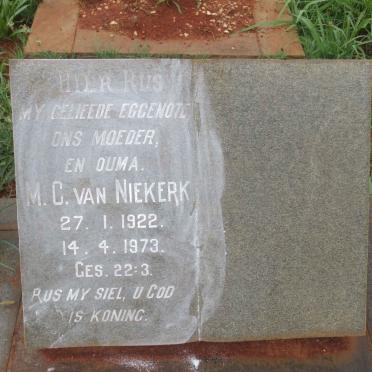 HIER RUS
MY GELIEFDE EGGENOTE
ONS MOEDER,
EN OUMA.
M. C. VAN NIEKERK
27. 1. 1922.
14. 4. 1973.
GES. 22:3.
RUS MY SIEL, U GOD
IS KONING.